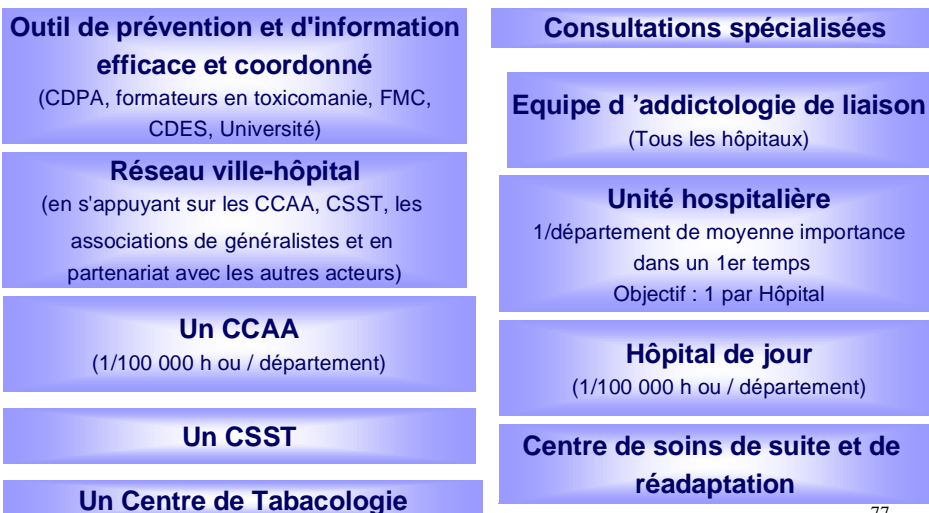 Outil de prévention et d'information
efficace et coordonné
(CDPA, formateurs en toxicomanie, FMC,
CDES, Université)
Réseau ville-hôpital
(en s'appuyant sur les CCAA, CSST, les
associations de généralistes et en
partenariat avec les autres acteurs)
Un CCAA
(1/100 000 h ou / département)
Un CSST
Un Centre de Tabacologie
Consultations spécialisées
Equipe d ’addictologie de liaison
(Tous les hôpitaux)
Unité hospitalière
1/département de moyenne importance
dans un 1er temps
Objectif : 1 par Hôpital
Hôpital de jour
(1/100 000 h ou / département)
Centre de soins de suite et de
réadaptation
77